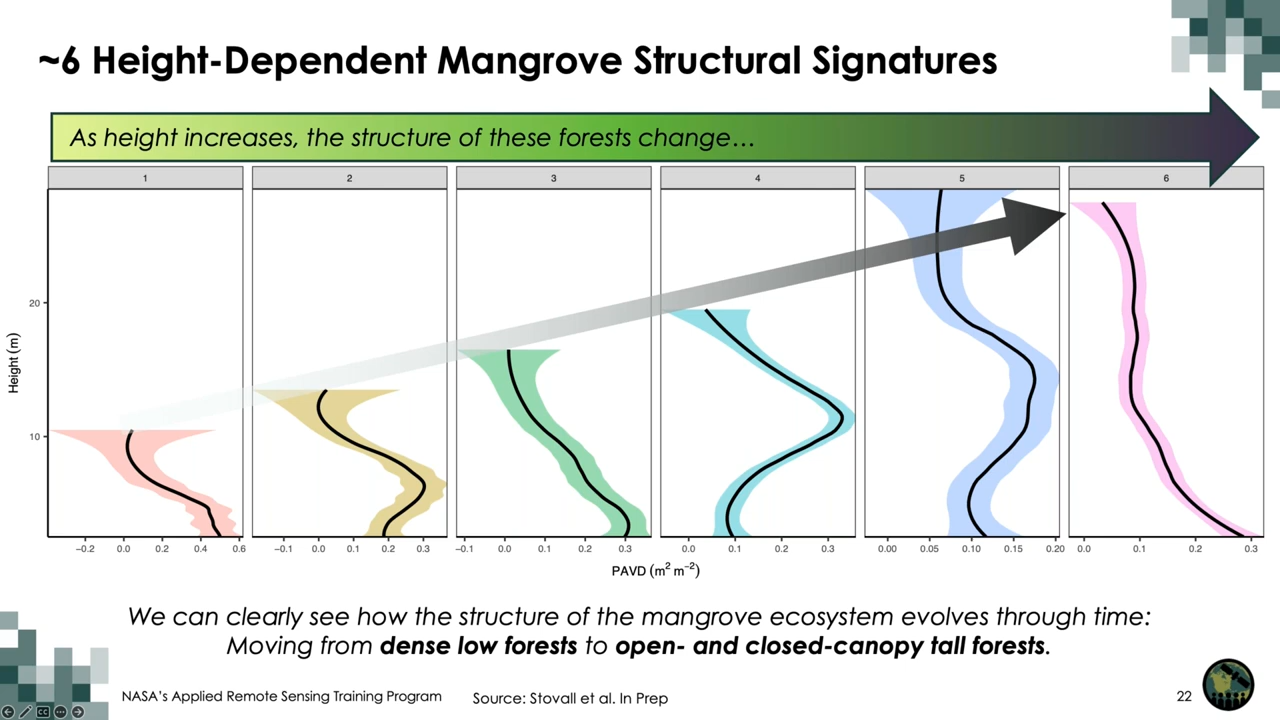 ~6 Height-Dependent Mangrove Structural Signatures
As height increases, the structure of these forests change…
1 2 3 4 5 6
20
10
Height (m)
−0.2 0.0 0.2 0.4 0.6 −0.1 0.0 0.1 0.2 0.3 −0.1 0.0 0.1 0.2 0.3 0.0 0.1 0.2 0.3 0.00 0.05 0.10 0.15 0.20 0.0 0.1 0.2 0.3
PAVD (m² m⁻²)
We can clearly see how the structure of the mangrove ecosystem evolves through time:
Moving from dense low forests to open- and closed-canopy tall forests.
NASA’s Applied Remote Sensing Training Program Source: Stovall et al. In Prep 22
CC